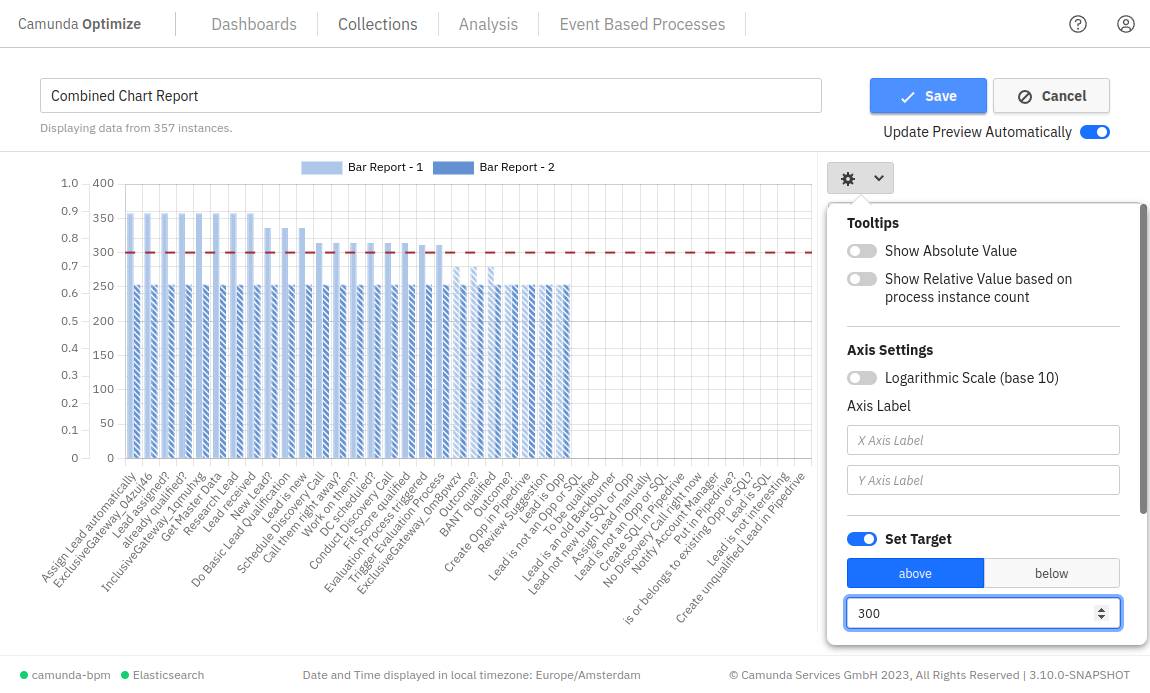 Camunda Optimize
Dashboards
Collections
Analysis
Event Based Processes
Combined Chart Report
Save
Cancel
Displaying data from 357 instances.
Update Preview Automatically
Bar Report - 1
Bar Report - 2
1.0 400
0.9 350
0.8 300
0.7 250
0.6 200
0.5 150
0.4 100
0.3 50
0.2 0
0.1
0
Assign Lead automatically
ExclusiveGateway_04zui4o
Lead assigned?
already qualified?
InclusiveGateway_1qmuhxg
Get Master Data
Research Lead
Lead received
New Lead?
Do Basic Lead Qualification
Lead is new
Schedule Discovery Call
Call them right away?
Work on them?
DC scheduled?
Conduct Discovery Call
Fit Score qualified
Evaluation Process triggered
Trigger Evaluation Process
ExclusiveGateway_0n8pwzv
Outcome?
BANT qualified
Outcome?
Create Opp in Pipedrive
Review Suggestion
Lead is Opp
Lead is not an Opp or SQL
To be qualified
Lead is an old Backburner
Lead not new but SQL or Opp
Assign Lead manually
Lead is not an Opp or SQL
Create SQL in Pipedrive
No Discovery Call right now
Notify Account Manager
Put in Pipedrive?
is or belongs to existing Opp or SQL?
Lead is SQL
Lead is not interesting
Create unqualified Lead in Pipedrive
Tooltips
Show Absolute Value
Show Relative Value based on
process instance count
Axis Settings
Logarithmic Scale (base 10)
Axis Label
X Axis Label
Y Axis Label
Set Target
above
below
300
camunda-bpm
Elasticsearch
Date and Time displayed in local timezone: Europe/Amsterdam
© Camunda Services GmbH 2023, All Rights Reserved | 3.10.0-SNAPSHOT